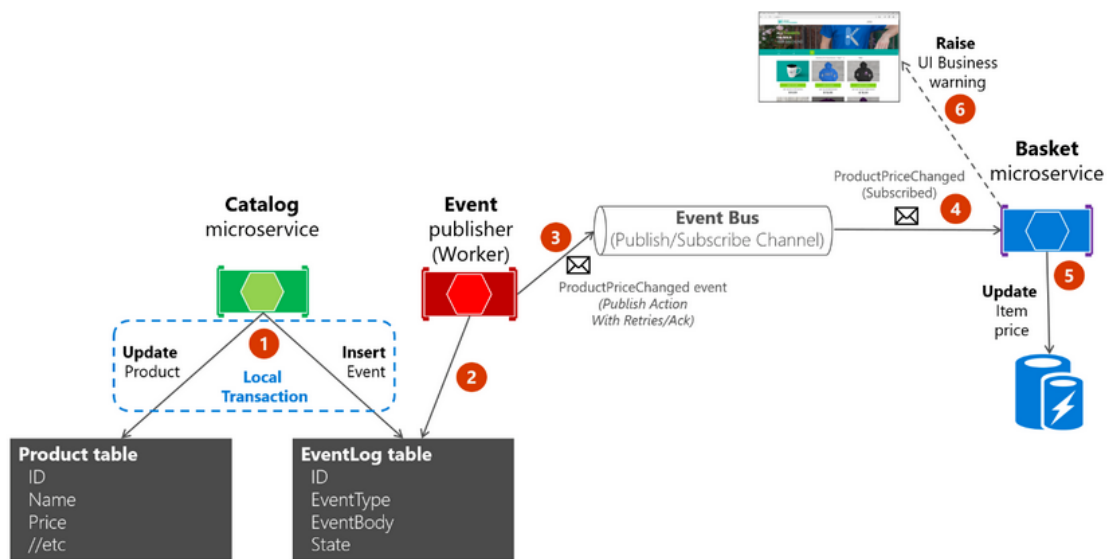 Raise
UI Business
warning
6
Basket
microservice
ProductPriceChanged
(Subscribed)
4
Catalog
microservice
Event
publisher
(Worker)
3
Event Bus
(Publish/Subscribe Channel)
ProductPriceChanged event
(Publish Action
With Retries/Ack)
5
Update
Item
price
1
Update
Product
Insert
Event
Local
Transaction
2
Product table
ID
Name
Price
//etc
EventLog table
ID
EventType
EventBody
State